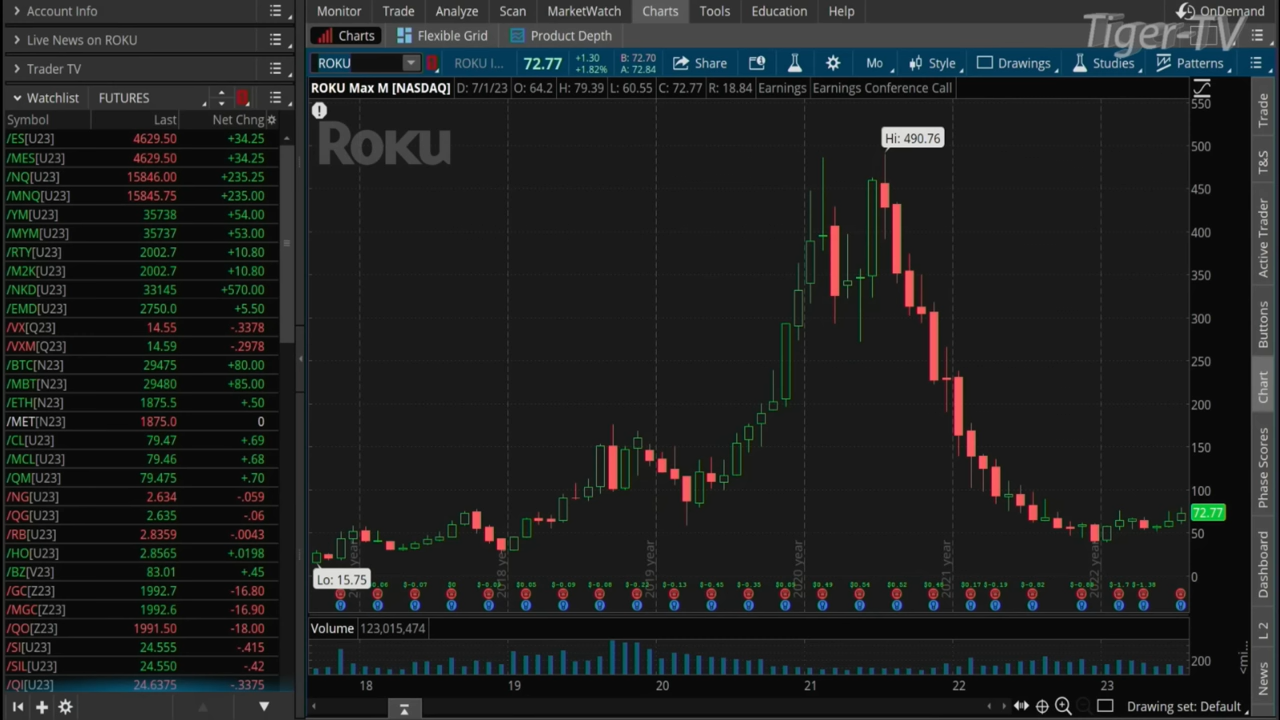 Monitor Trade Analyze Scan MarketWatch Charts Tools Education Help OnDemand
Tiger-TV
Charts Flexible Grid Product Depth
ROKU ROKU I... 72.77 +1.30 +1.82% B: 72.70 A: 72.84 Share Mo Style Drawings Studies Patterns
ROKU Max M [NASDAQ] D: 7/1/23 O: 64.2 H: 79.39 L: 60.55 C: 72.77 R: 18.84 Earnings Earnings Conference Call
Account Info
Live News on ROKU
Trader TV
Watchlist FUTURES
Symbol Last Net Chng
/ES[U23] 4629.50 +34.25
/MES[U23] 4629.50 +34.25
/NQ[U23] 15846.00 +235.25
/MNQ[U23] 15845.75 +235.00
/YM[U23] 35738 +54.00
/MYM[U23] 35737 +53.00
/RTY[U23] 2002.7 +10.80
/M2K[U23] 2002.7 +10.80
/NKD[U23] 33145 +570.00
/EMD[U23] 2750.0 +5.50
/VX[Q23] 14.55 -.3378
/VXM[Q23] 14.59 -.2978
/BTC[N23] 29475 +80.00
/MBT[N23] 29480 +85.00
/ETH[N23] 1875.5 +.50
/MET[N23] 1875.0 0
/CL[U23] 79.47 +.69
/MCL[U23] 79.46 +.68
/QM[U23] 79.475 +.70
/NG[U23] 2.634 -.059
/QG[U23] 2.635 -.06
/RB[U23] 2.8359 -.0043
/HO[U23] 2.8565 +.0198
/BZ[V23] 83.01 +.45
/GC[Z23] 1992.7 -16.80
/MGC[Z23] 1992.6 -16.90
/QO[Z23] 1991.50 -18.00
/SI[U23] 24.555 -.415
/SIL[U23] 24.550 -.42
/QI[U23] 24.6375 -.3375
ROKU
Hi: 490.76
Lo: 15.75
550
500
450
400
350
300
250
200
150
100
72.77
50
0
2018 year 2019 year 2020 year 2021 year 2022 year
Volume 123,015,474
200
18 19 20 21 22 23
Drawing set: Default
Trade
T&S
Active Trader
Buttons
Chart
Phase Scores
Dashboard
L 2
News